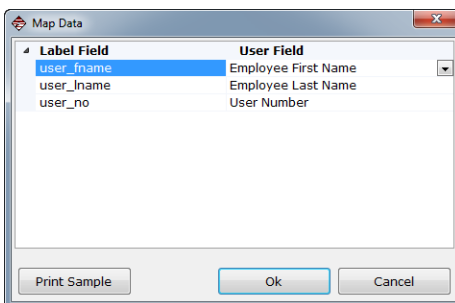 Map Data
Label Field User Field
user_fname Employee First Name
user_lname Employee Last Name
user_no User Number
Print Sample Ok Cancel